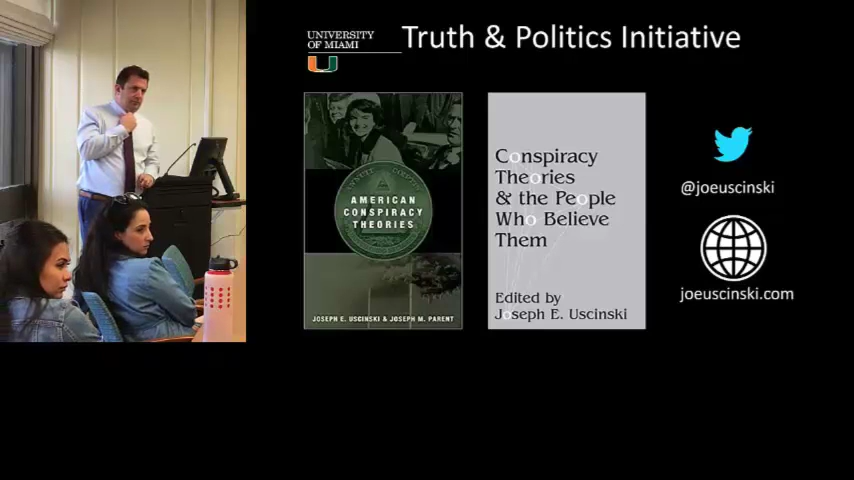 UNIVERSITY
OF MIAMI
Truth & Politics Initiative
AMERICAN
CONSPIRACY
THEORIES
JOSEPH E. USCINSKI & JOSEPH M. PARENT
Conspiracy
Theories
& the People
Who Believe
Them
Edited by
Joseph E. Uscinski
@joeuscinski
joeuscinski.com